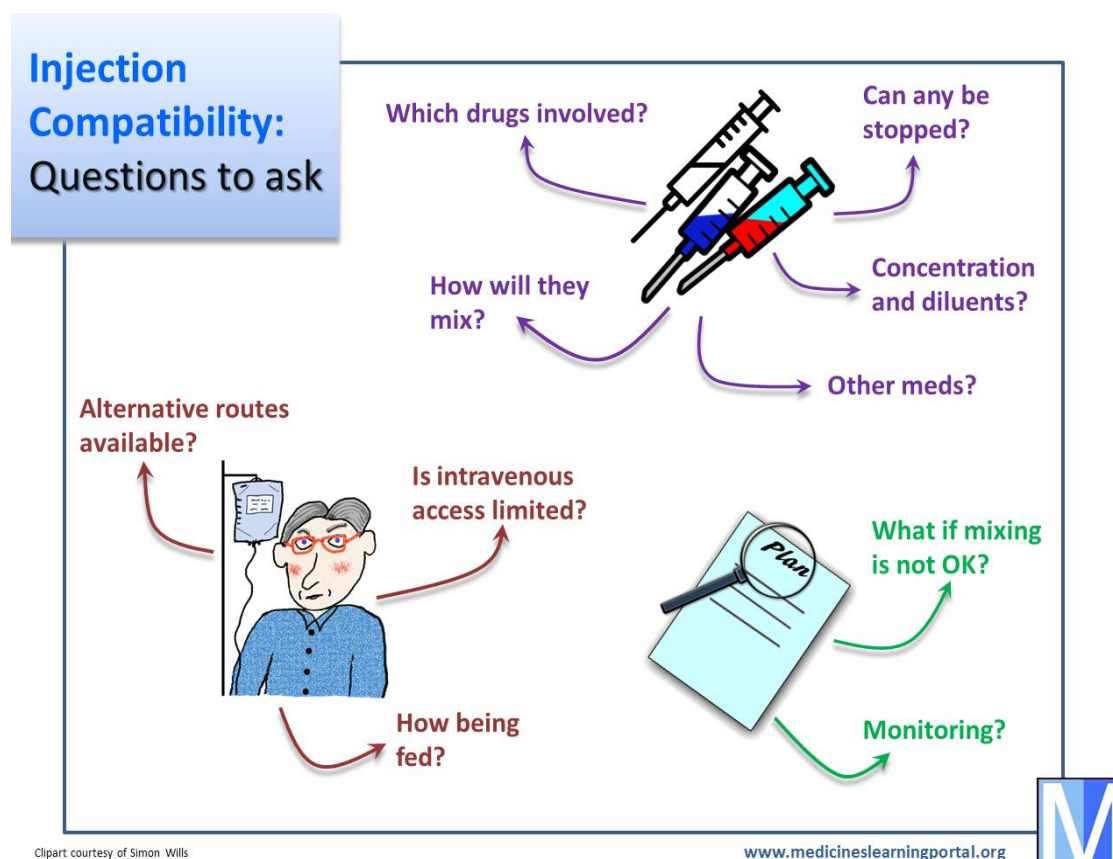 Injection
Compatibility:
Questions to ask
Which drugs involved?
Can any be
stopped?
How will they
mix?
Concentration
and diluents?
Other meds?
Alternative routes
available?
Is intravenous
access limited?
How being
fed?
Plan
What if mixing
is not OK?
Monitoring?
Clipart courtesy of Simon Wills
www.medicineslearningportal.org
M